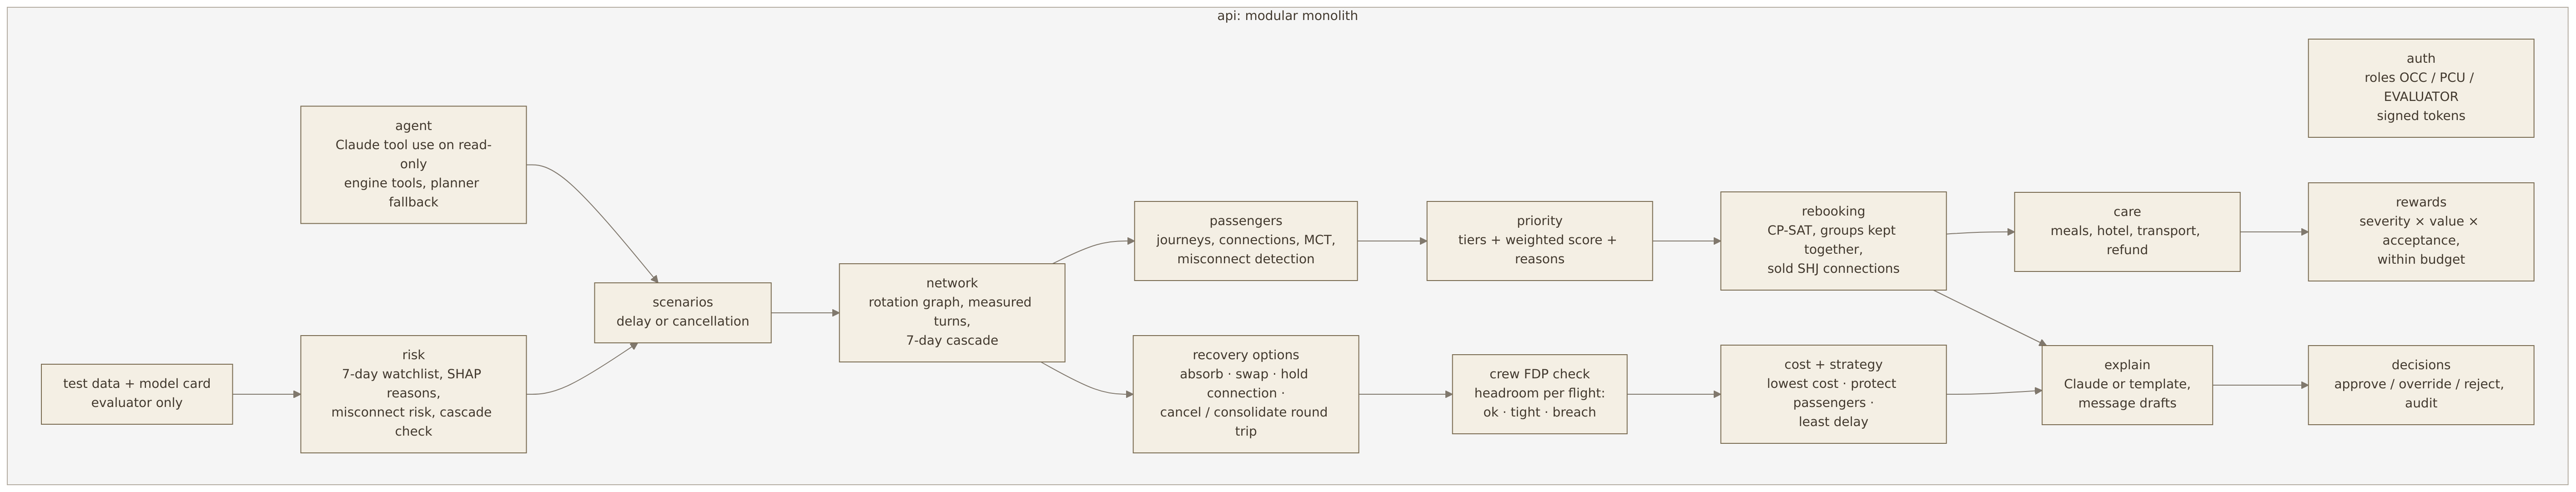 api: modular monolith
auth
roles OCC / PCU /
EVALUATOR
signed tokens
agent
Claude tool use on read-
only
engine tools, planner
fallback
test data + model card
evaluator only
risk
7-day watchlist, SHAP
reasons,
misconnect risk, cascade
check
scenarios
delay or cancellation
network
rotation graph, measured
turns,
7-day cascade
passengers
journeys, connections, MCT,
misconnect detection
priority
tiers + weighted score +
reasons
rebooking
CP-SAT, groups kept
together,
sold SHJ connections
care
meals, hotel, transport,
refund
rewards
severity × value ×
acceptance,
within budget
recovery options
absorb · swap · hold
connection ·
cancel / consolidate round
trip
crew FDP check
headroom per flight:
ok · tight · breach
cost + strategy
lowest cost · protect
passengers ·
least delay
explain
Claude or template,
message drafts
decisions
approve / override / reject,
audit